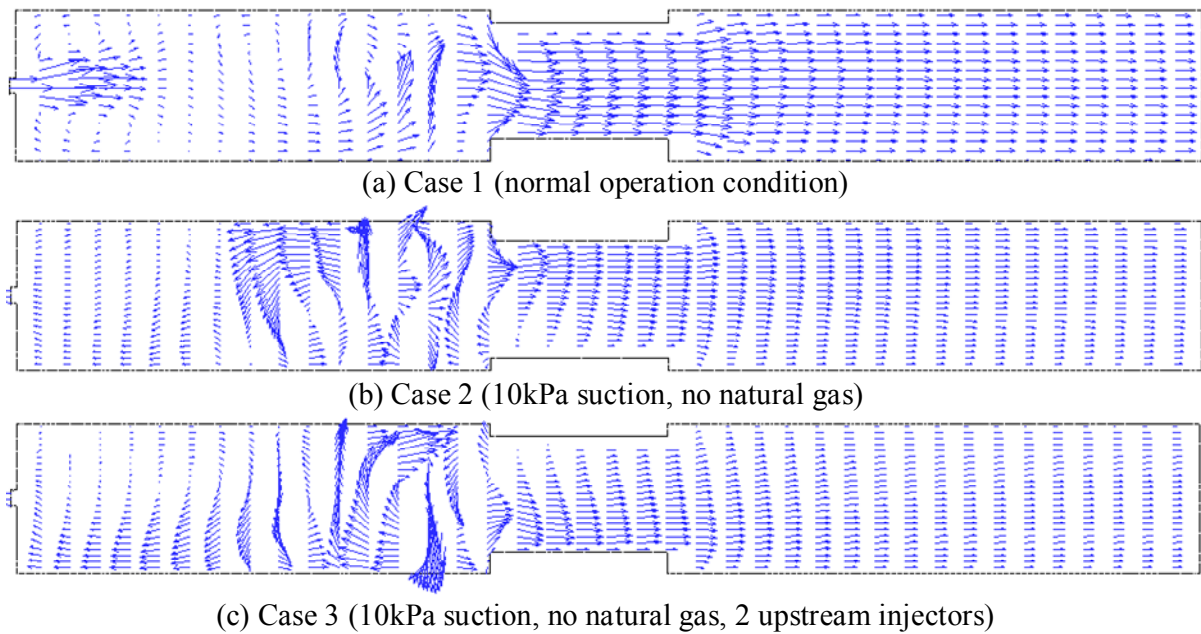 (a) Case 1 (normal operation condition)
(b) Case 2 (10kPa suction, no natural gas)
(c) Case 3 (10kPa suction, no natural gas, 2 upstream injectors)